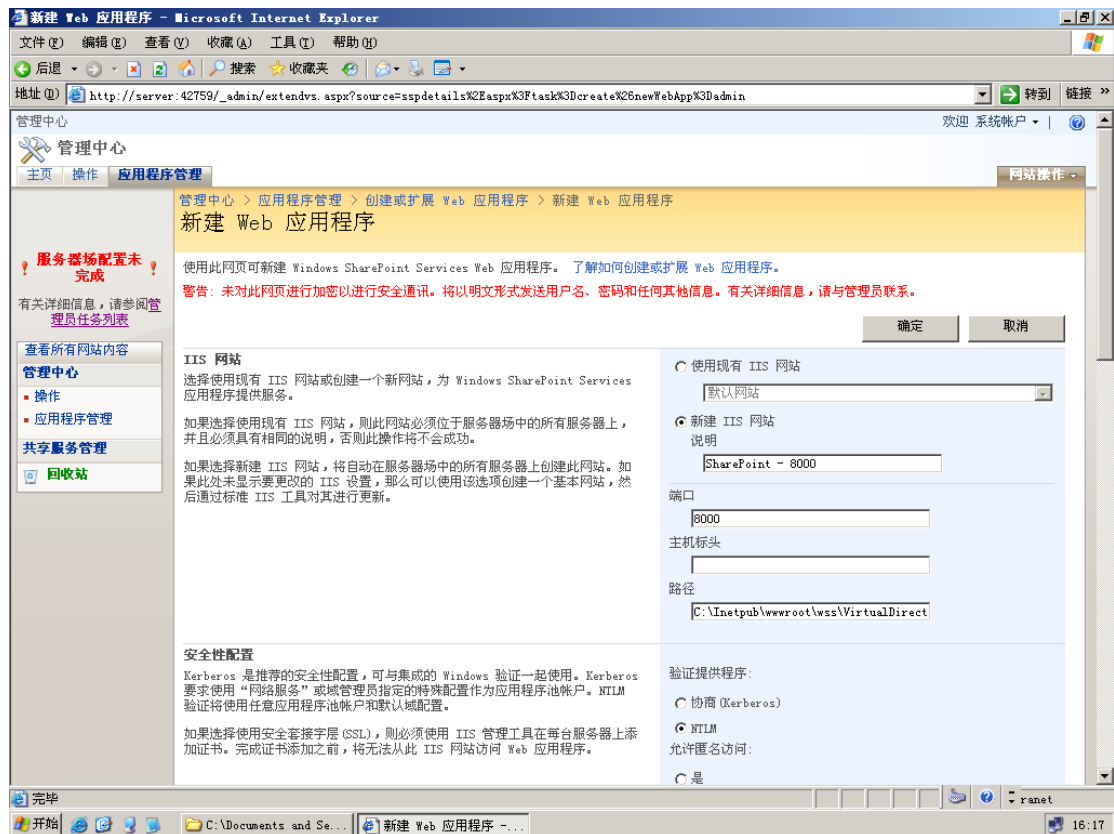 新建 Web 应用程序 - Microsoft Internet Explorer
文件(F) 编辑(E) 查看(V) 收藏(A) 工具(T) 帮助(H)
后退 搜索 收藏夹
地址(D) http://server:42759/_admin/extendvs.aspx?source=sspdetails%2Easpx%3Ftask%3Dcreate%26newWebApp%3Dadmin 转到 链接 »
管理中心 欢迎 系统帐户
管理中心
主页 操作 应用程序管理 网站操作
管理中心 > 应用程序管理 > 创建或扩展 Web 应用程序 > 新建 Web 应用程序
新建 Web 应用程序
服务器场配置未
完成
有关详细信息，请参阅管
理员任务列表
查看所有网站内容
管理中心
操作
应用程序管理
共享服务管理
回收站
使用此网页可新建 Windows SharePoint Services Web 应用程序。 了解如何创建或扩展 Web 应用程序。
警告: 未对此网页进行加密以进行安全通讯。将以明文形式发送用户名、密码和任何其他信息。有关详细信息，请与管理员联系。
确定 取消
IIS 网站
选择使用现有 IIS 网站或创建一个新网站，为 Windows SharePoint Services
应用程序提供服务。
如果选择使用现有 IIS 网站，则此网站必须位于服务器场中的所有服务器上，
并且必须具有相同的说明，否则此操作将不会成功。
如果选择新建 IIS 网站，将自动在服务器场中的所有服务器上创建此网站。如
果此处未显示要更改的 IIS 设置，那么可以使用该选项创建一个基本网站，然
后通过标准 IIS 工具对其进行更新。
使用现有 IIS 网站
默认网站
新建 IIS 网站
说明
SharePoint - 8000
端口
8000
主机标头
路径
C:\Inetpub\wwwroot\wss\VirtualDirect
安全性配置
Kerberos 是推荐的安全性配置，可与集成的 Windows 验证一起使用。Kerberos
要求使用“网络服务”或域管理员指定的特殊配置作为应用程序池帐户。NTLM
验证将使用任意应用程序池帐户和默认域配置。
如果选择使用安全套接字层(SSL)，则必须使用 IIS 管理工具在每台服务器上添
加证书。完成证书添加之前，将无法从此 IIS 网站访问 Web 应用程序。
验证提供程序:
协商(Kerberos)
NTLM
允许匿名访问:
是
完毕 ranet
开始 C:\Documents and Se... 新建 Web 应用程序 -... 16:17